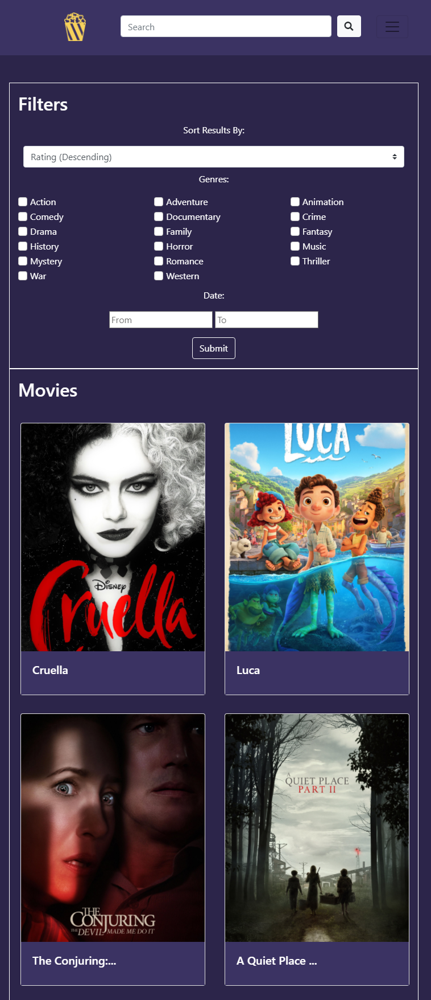 Search
Filters
Sort Results By:
Rating (Descending)
Genres:
Action Adventure Animation
Comedy Documentary Crime
Drama Family Fantasy
History Horror Music
Mystery Romance Thriller
War Western
Date:
From To
Submit
Movies
LUCA
Disney
Cruella
Cruella Luca
A
QUIET PLACE
PART II
THE
CONJURING
THE DEVIL MADE ME DO IT
The Conjuring:... A Quiet Place ...